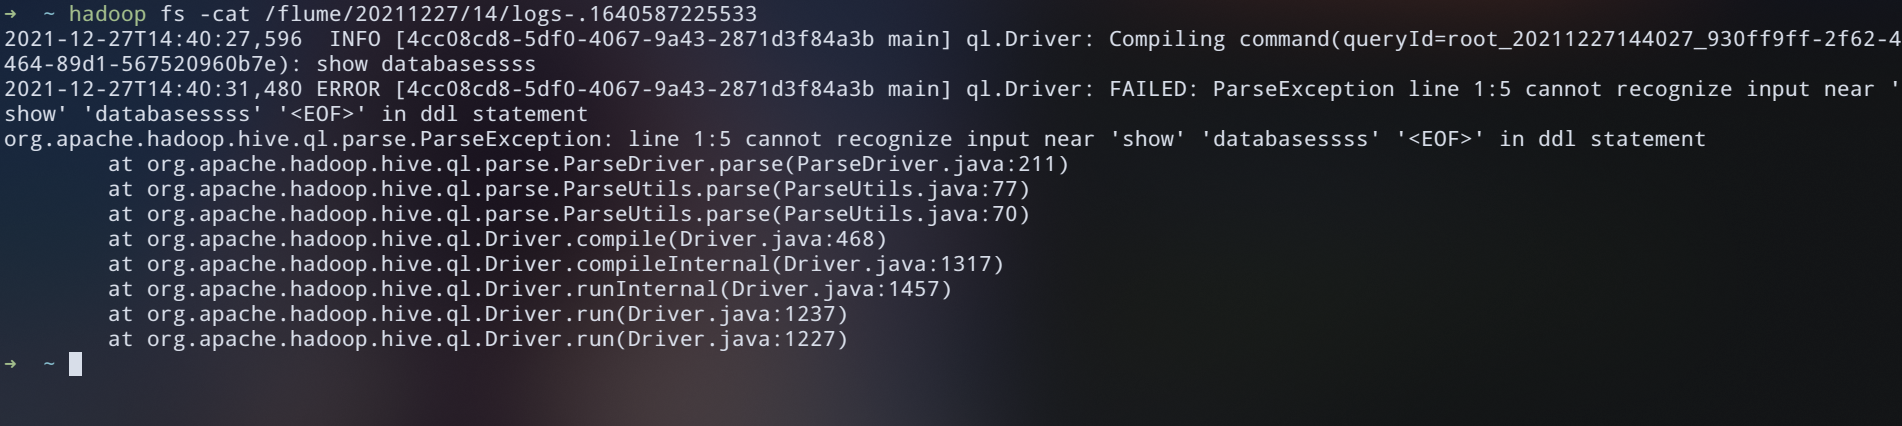 →  ~ hadoop fs -cat /flume/20211227/14/logs-.1640587225533
2021-12-27T14:40:27,596  INFO [4cc08cd8-5df0-4067-9a43-2871d3f84a3b main] ql.Driver: Compiling command(queryId=root_20211227144027_930ff9ff-2f62-4
464-89d1-567520960b7e): show databasessss
2021-12-27T14:40:31,480 ERROR [4cc08cd8-5df0-4067-9a43-2871d3f84a3b main] ql.Driver: FAILED: ParseException line 1:5 cannot recognize input near '
show' 'databasessss' '<EOF>' in ddl statement
org.apache.hadoop.hive.ql.parse.ParseException: line 1:5 cannot recognize input near 'show' 'databasessss' '<EOF>' in ddl statement
        at org.apache.hadoop.hive.ql.parse.ParseDriver.parse(ParseDriver.java:211)
        at org.apache.hadoop.hive.ql.parse.ParseUtils.parse(ParseUtils.java:77)
        at org.apache.hadoop.hive.ql.parse.ParseUtils.parse(ParseUtils.java:70)
        at org.apache.hadoop.hive.ql.Driver.compile(Driver.java:468)
        at org.apache.hadoop.hive.ql.Driver.compileInternal(Driver.java:1317)
        at org.apache.hadoop.hive.ql.Driver.runInternal(Driver.java:1457)
        at org.apache.hadoop.hive.ql.Driver.run(Driver.java:1237)
        at org.apache.hadoop.hive.ql.Driver.run(Driver.java:1227)
→  ~